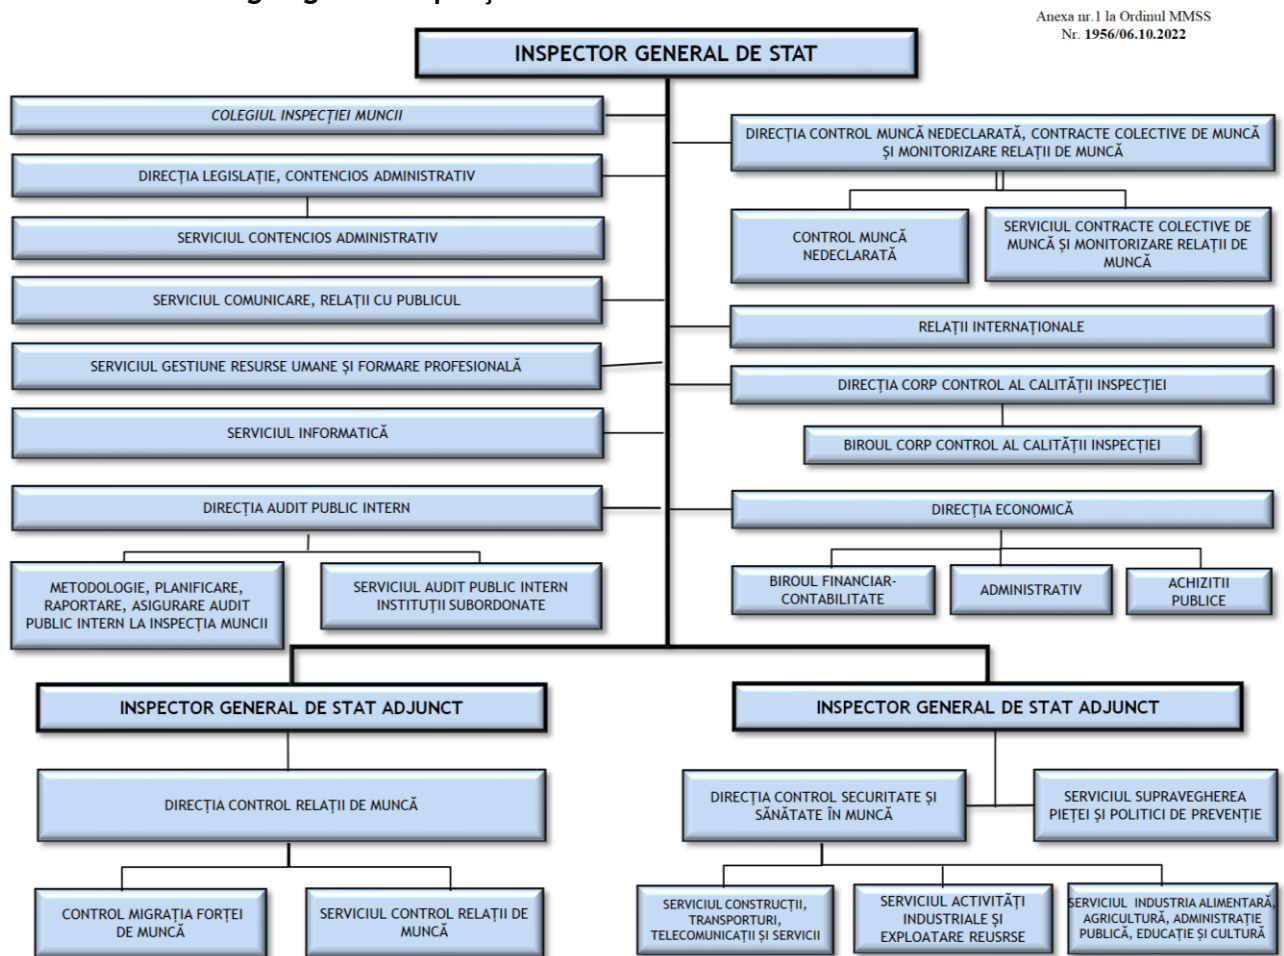 Anexa nr.1 la Ordinul MMSS
Nr. 1956/06.10.2022
INSPECTOR GENERAL DE STAT
COLEGIUL INSPECȚIEI MUNCII
DIRECȚIA LEGISLAȚIE, CONTENCIOS ADMINISTRATIV
SERVICIUL CONTENCIOS ADMINISTRATIV
SERVICIUL COMUNICARE, RELAȚII CU PUBLICUL
SERVICIUL GESTIUNE RESURSE UMANE ȘI FORMARE PROFESIONALĂ
SERVICIUL INFORMATICĂ
DIRECȚIA AUDIT PUBLIC INTERN
METODOLOGIE, PLANIFICARE,
RAPORTARE, ASIGURARE AUDIT
PUBLIC INTERN LA INSPECȚIA MUNCII
SERVICIUL AUDIT PUBLIC INTERN
INSTITUȚII SUBORDONATE
DIRECȚIA CONTROL MUNCĂ NEDECLARATĂ, CONTRACTE COLECTIVE DE MUNCĂ
ȘI MONITORIZARE RELAȚII DE MUNCĂ
CONTROL MUNCĂ
NEDECLARATĂ
SERVICIUL CONTRACTE COLECTIVE DE
MUNCĂ ȘI MONITORIZARE RELAȚII DE
MUNCĂ
RELAȚII INTERNAȚIONALE
DIRECȚIA CORP CONTROL AL CALITĂȚII INSPECȚIEI
BIROUL CORP CONTROL AL CALITĂȚII INSPECȚIEI
DIRECȚIA ECONOMICĂ
BIROUL FINANCIAR-
CONTABILITATE
ADMINISTRATIV
ACHIZITII
PUBLICE
INSPECTOR GENERAL DE STAT ADJUNCT
DIRECȚIA CONTROL RELAȚII DE MUNCĂ
CONTROL MIGRAȚIA FORȚEI
DE MUNCĂ
SERVICIUL CONTROL RELAȚII DE
MUNCĂ
INSPECTOR GENERAL DE STAT ADJUNCT
DIRECȚIA CONTROL SECURITATE ȘI
SĂNĂTATE ÎN MUNCĂ
SERVICIUL SUPRAVEGHEREA
PIEȚEI ȘI POLITICI DE PREVENȚIE
SERVICIUL CONSTRUCȚII,
TRANSPORTURI,
TELECOMUNICAȚII ȘI SERVICII
SERVICIUL ACTIVITĂȚI
INDUSTRIALE ȘI
EXPLOATARE REUSRSE
SERVICIUL INDUSTRIA ALIMENTARĂ,
AGRICULTURĂ, ADMINISTRAȚIE
PUBLICĂ, EDUCAȚIE ȘI CULTURĂ